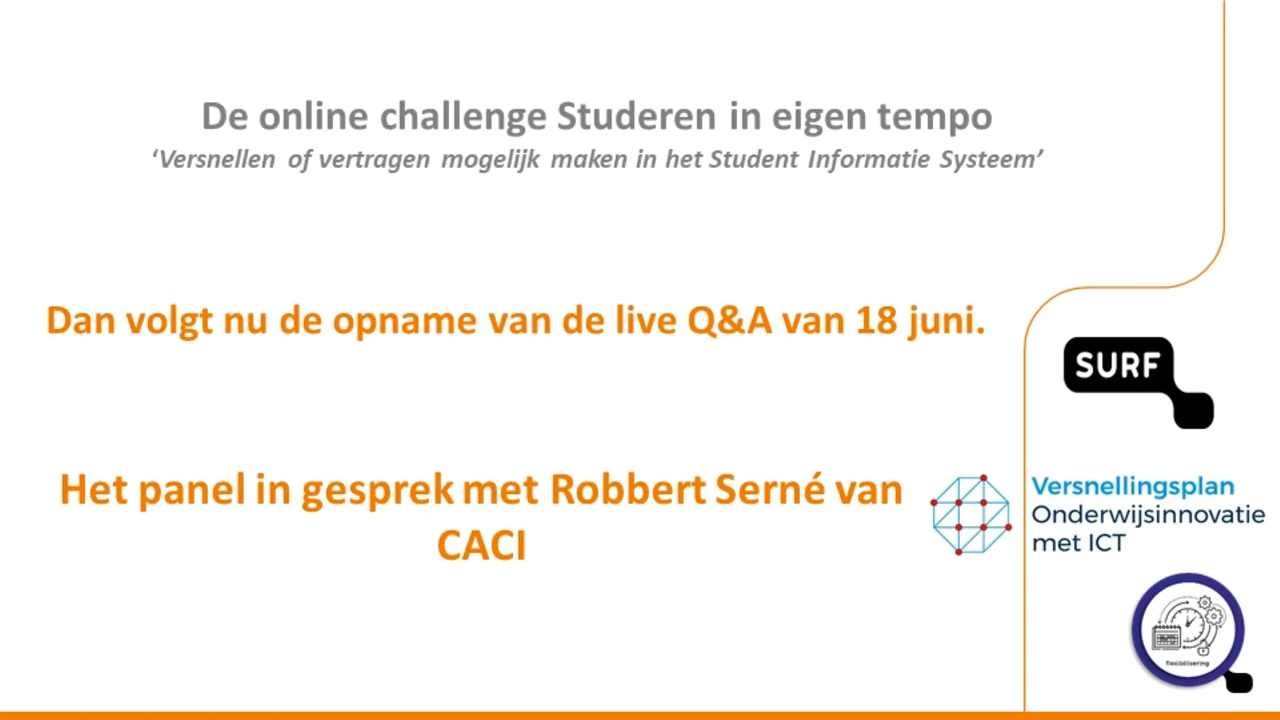 De online challenge Studeren in eigen tempo
‘Versnellen of vertragen mogelijk maken in het Student Informatie Systeem’
Dan volgt nu de opname van de live Q&A van 18 juni.
Het panel in gesprek met Robbert Serné van
CACI
SURF
Versnellingsplan
Onderwijsinnovatie
met ICT
flexibilisering